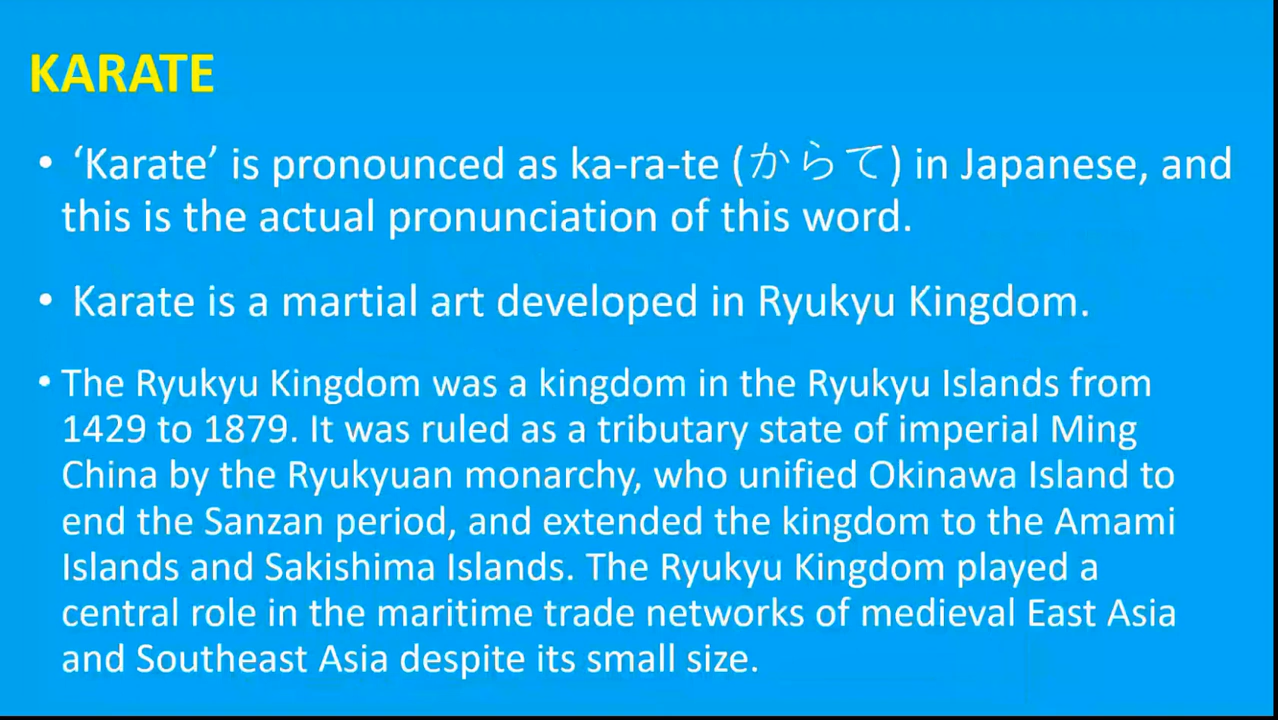 KARATE
• ‘Karate’ is pronounced as ka-ra-te (からて) in Japanese, and
this is the actual pronunciation of this word.
• Karate is a martial art developed in Ryukyu Kingdom.
• The Ryukyu Kingdom was a kingdom in the Ryukyu Islands from
1429 to 1879. It was ruled as a tributary state of imperial Ming
China by the Ryukyuan monarchy, who unified Okinawa Island to
end the Sanzan period, and extended the kingdom to the Amami
Islands and Sakishima Islands. The Ryukyu Kingdom played a
central role in the maritime trade networks of medieval East Asia
and Southeast Asia despite its small size.